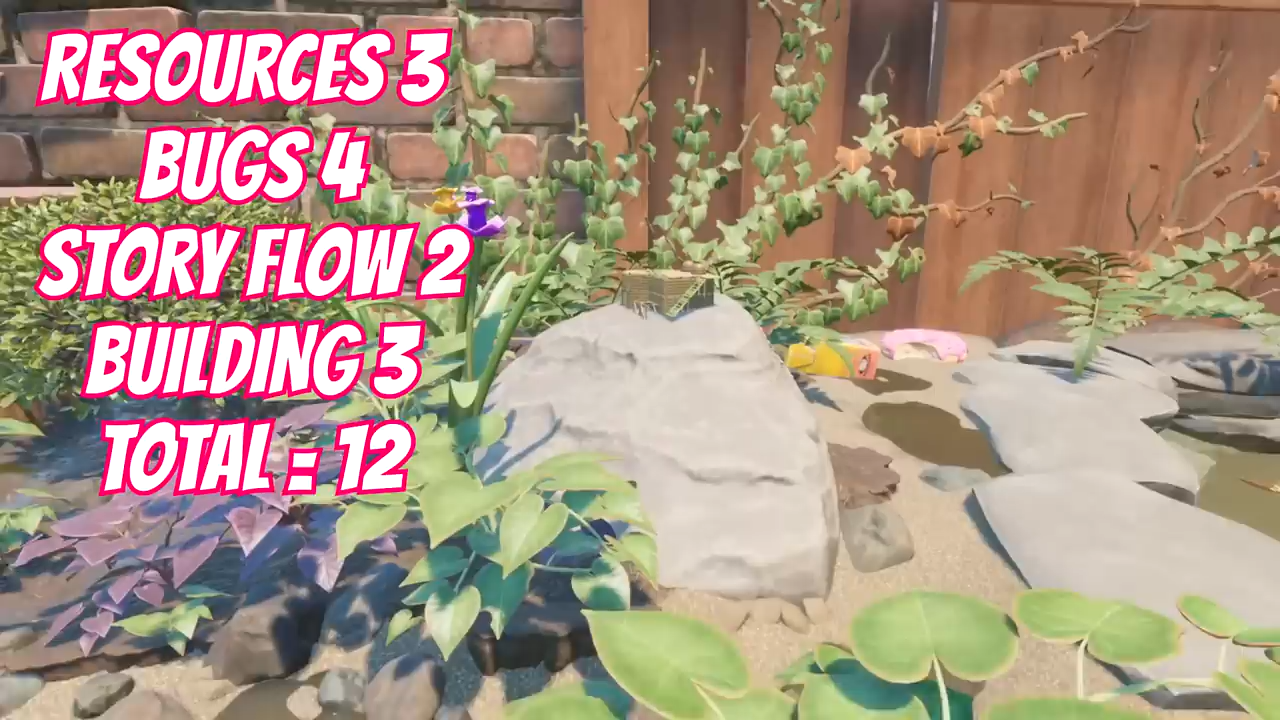 RESOURCES 3
BUGS 4
STORY FLOW 2
BUILDING 3
TOTAL = 12